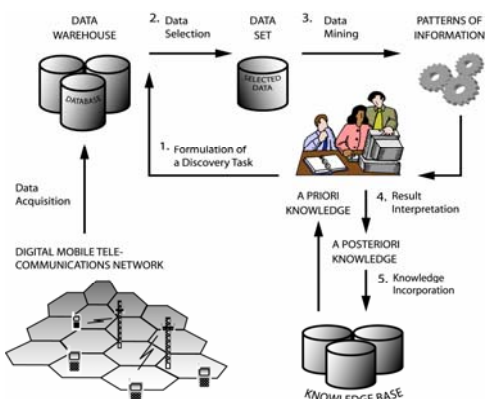 DATA
WAREHOUSE
2. Data
Selection
DATA
SET
3. Data
Mining
PATTERNS OF
INFORMATION
DATABASE
SELECTED
DATA
1. Formulation of
a Discovery Task
Data
Acquisition
A PRIORI
KNOWLEDGE
4. Result
Interpretation
A POSTERIORI
KNOWLEDGE
5. Knowledge
Incorporation
DIGITAL MOBILE TELE-
COMMUNICATIONS NETWORK
KNOWLEDGE BASE